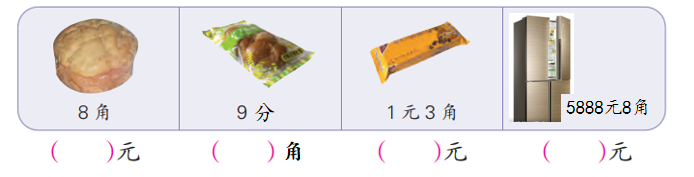 8角 9分 1元3角 5888元8角
( )元 ( )角 ( )元 ( )元